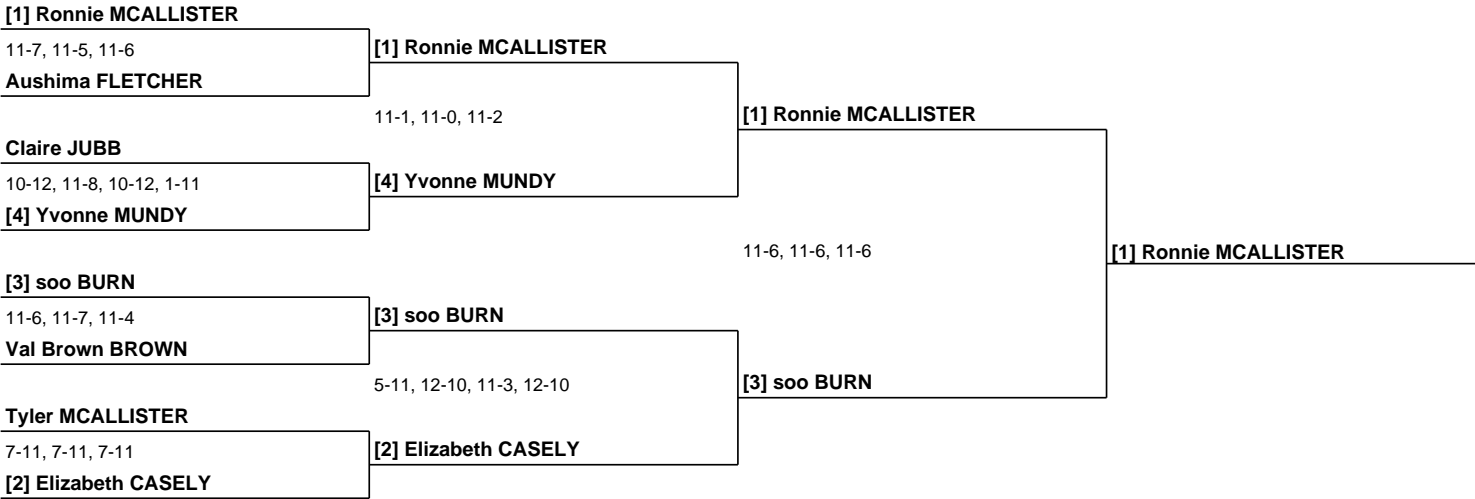 [1] Ronnie MCALLISTER
11-7, 11-5, 11-6
[1] Ronnie MCALLISTER
Aushima FLETCHER
11-1, 11-0, 11-2
[1] Ronnie MCALLISTER
Claire JUBB
10-12, 11-8, 10-12, 1-11
[4] Yvonne MUNDY
[4] Yvonne MUNDY
11-6, 11-6, 11-6
[1] Ronnie MCALLISTER
[3] soo BURN
11-6, 11-7, 11-4
[3] soo BURN
Val Brown BROWN
5-11, 12-10, 11-3, 12-10
[3] soo BURN
Tyler MCALLISTER
7-11, 7-11, 7-11
[2] Elizabeth CASELY
[2] Elizabeth CASELY